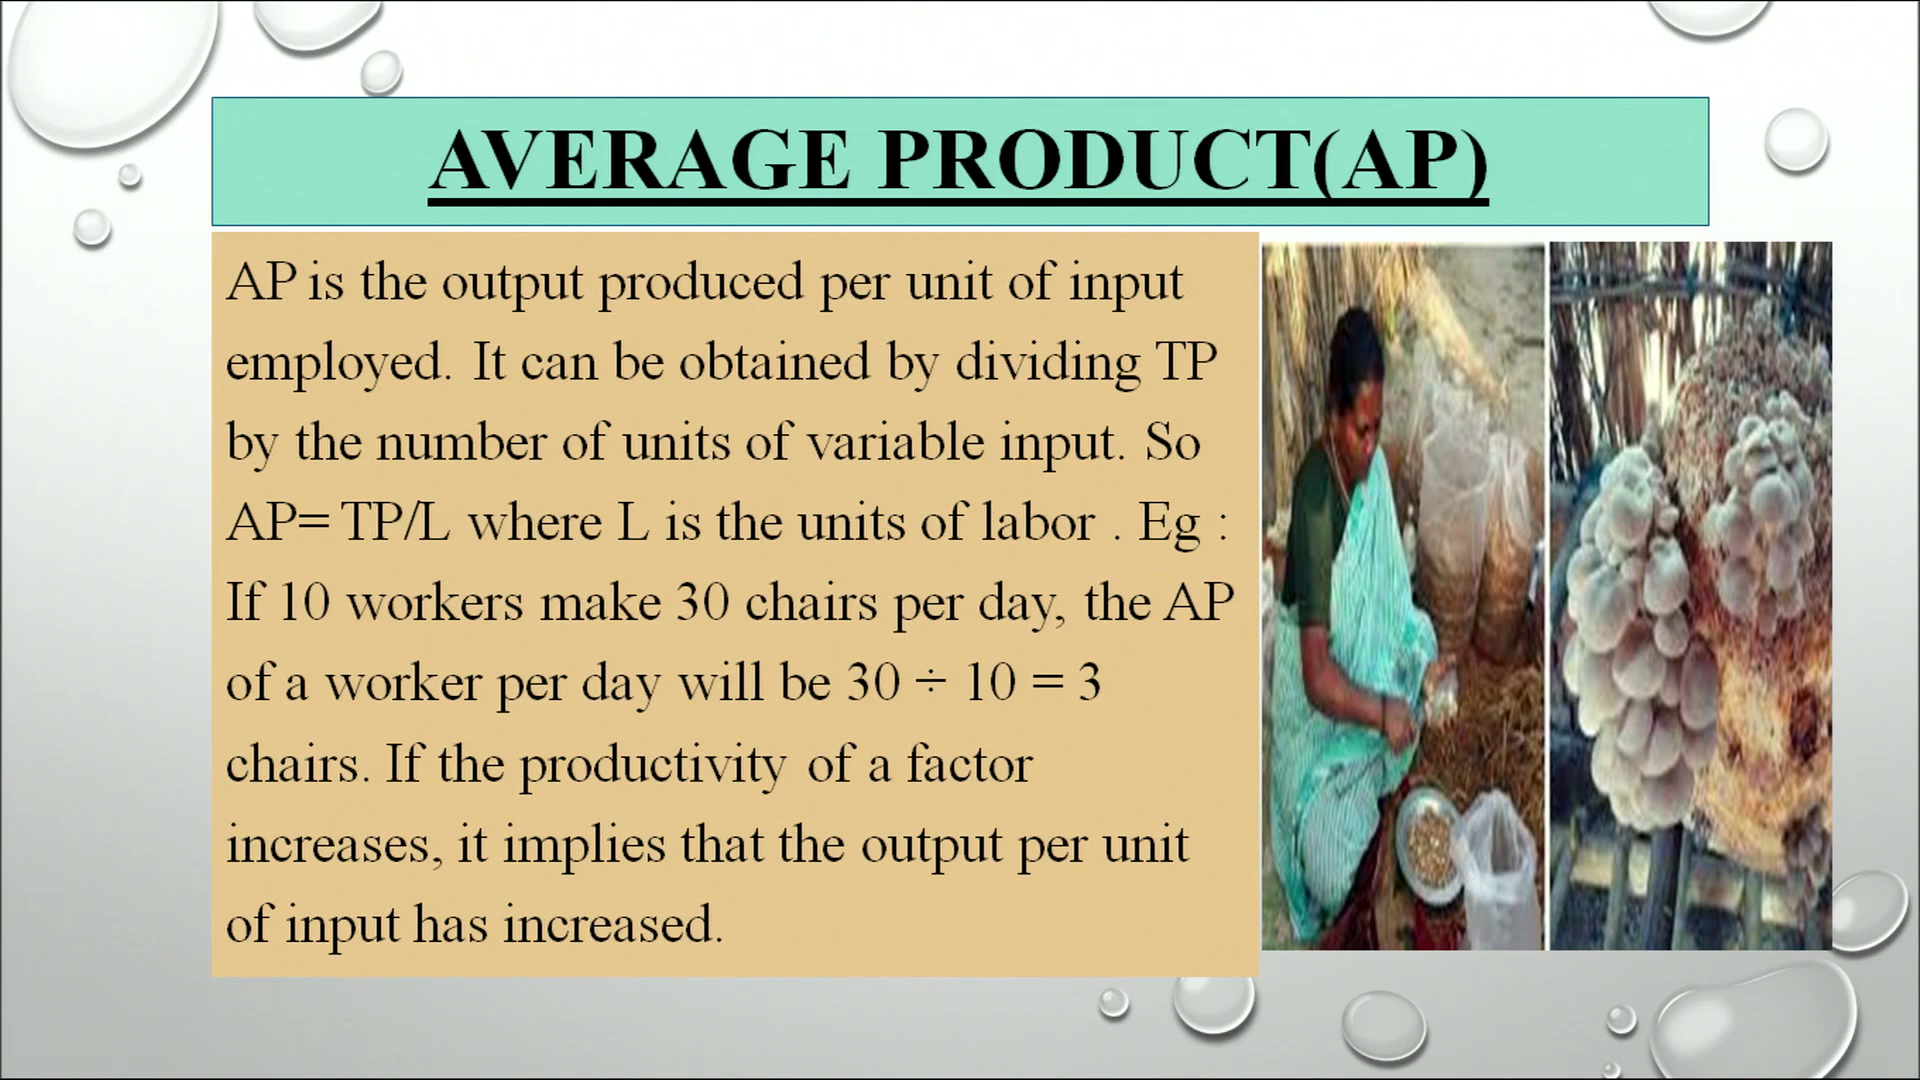 AVERAGE PRODUCT(AP)
AP is the output produced per unit of input
employed. It can be obtained by dividing TP
by the number of units of variable input. So
AP= TP/L where L is the units of labor . Eg :
If 10 workers make 30 chairs per day, the AP
of a worker per day will be 30 ÷ 10 = 3
chairs. If the productivity of a factor
increases, it implies that the output per unit
of input has increased.